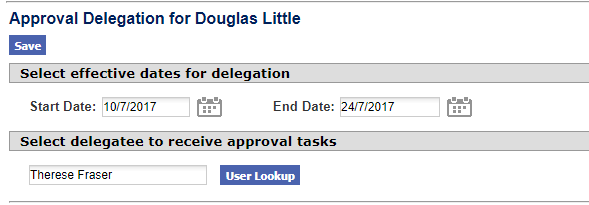 Approval Delegation for Douglas Little
Save
Select effective dates for delegation
Start Date: 10/7/2017 End Date: 24/7/2017
Select delegatee to receive approval tasks
Therese Fraser User Lookup